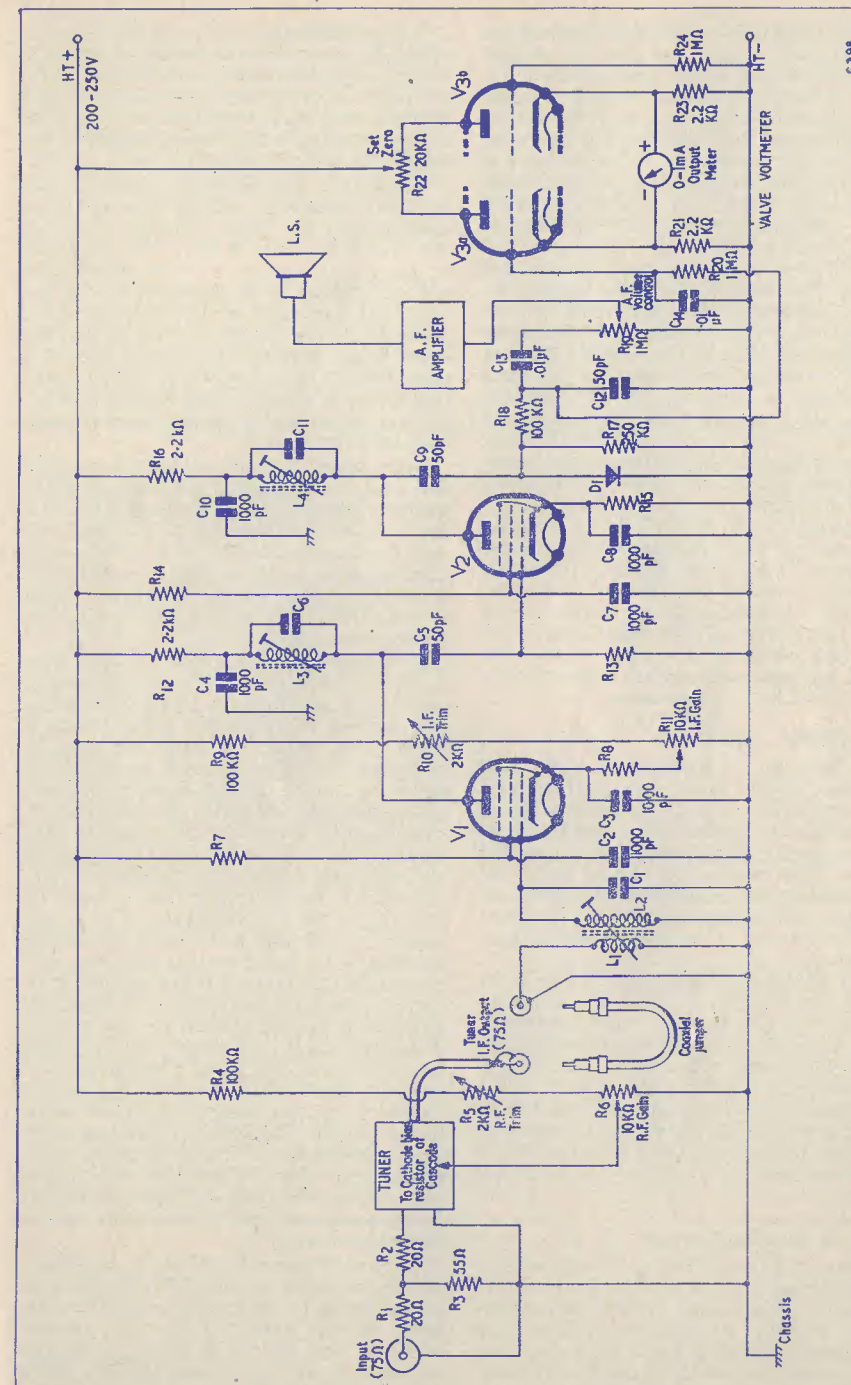 HT+
200-250V
R4
100KΩ
R7
R9
100KΩ
R12
2·2kΩ
C4
1000
pF
L3
C6
R14
R16
2·2kΩ
C10
1000
pF
L4
C11
L.S.
A.F.
AMPLIFIER
Set
Zero
R22 20KΩ
V3a
V3b
Input
(75Ω)
R1
20Ω
R2
20Ω
R3
55Ω
TUNER
To Cathode bias
resistor of
Cascode
R5
2KΩ
R.F.
Trim
R6
10KΩ
R.F. Gain
Tuner
I.F. Output
(75Ω)
Coaxial
jumper
L1
L2
C1
C2
1000
pF
V1
C3
1000
pF
R8
R10
2KΩ
I.F.
Trim
R11
10KΩ
I.F. Gain
C5
50pF
R13
V2
C7
1000
pF
C8
1000
pF
R15
C9
50pF
D1
R17
250
KΩ
R18
100 KΩ
C12 50pF
C13
.01µF
R19
1MΩ
A.F.
Volume
control
C14
.01
µF
R20
1MΩ
R21
2.2
KΩ
-
+
0-1mA
Output
Meter
R23
2.2
KΩ
R24
1MΩ
VALVE VOLTMETER
HT-
Chassis